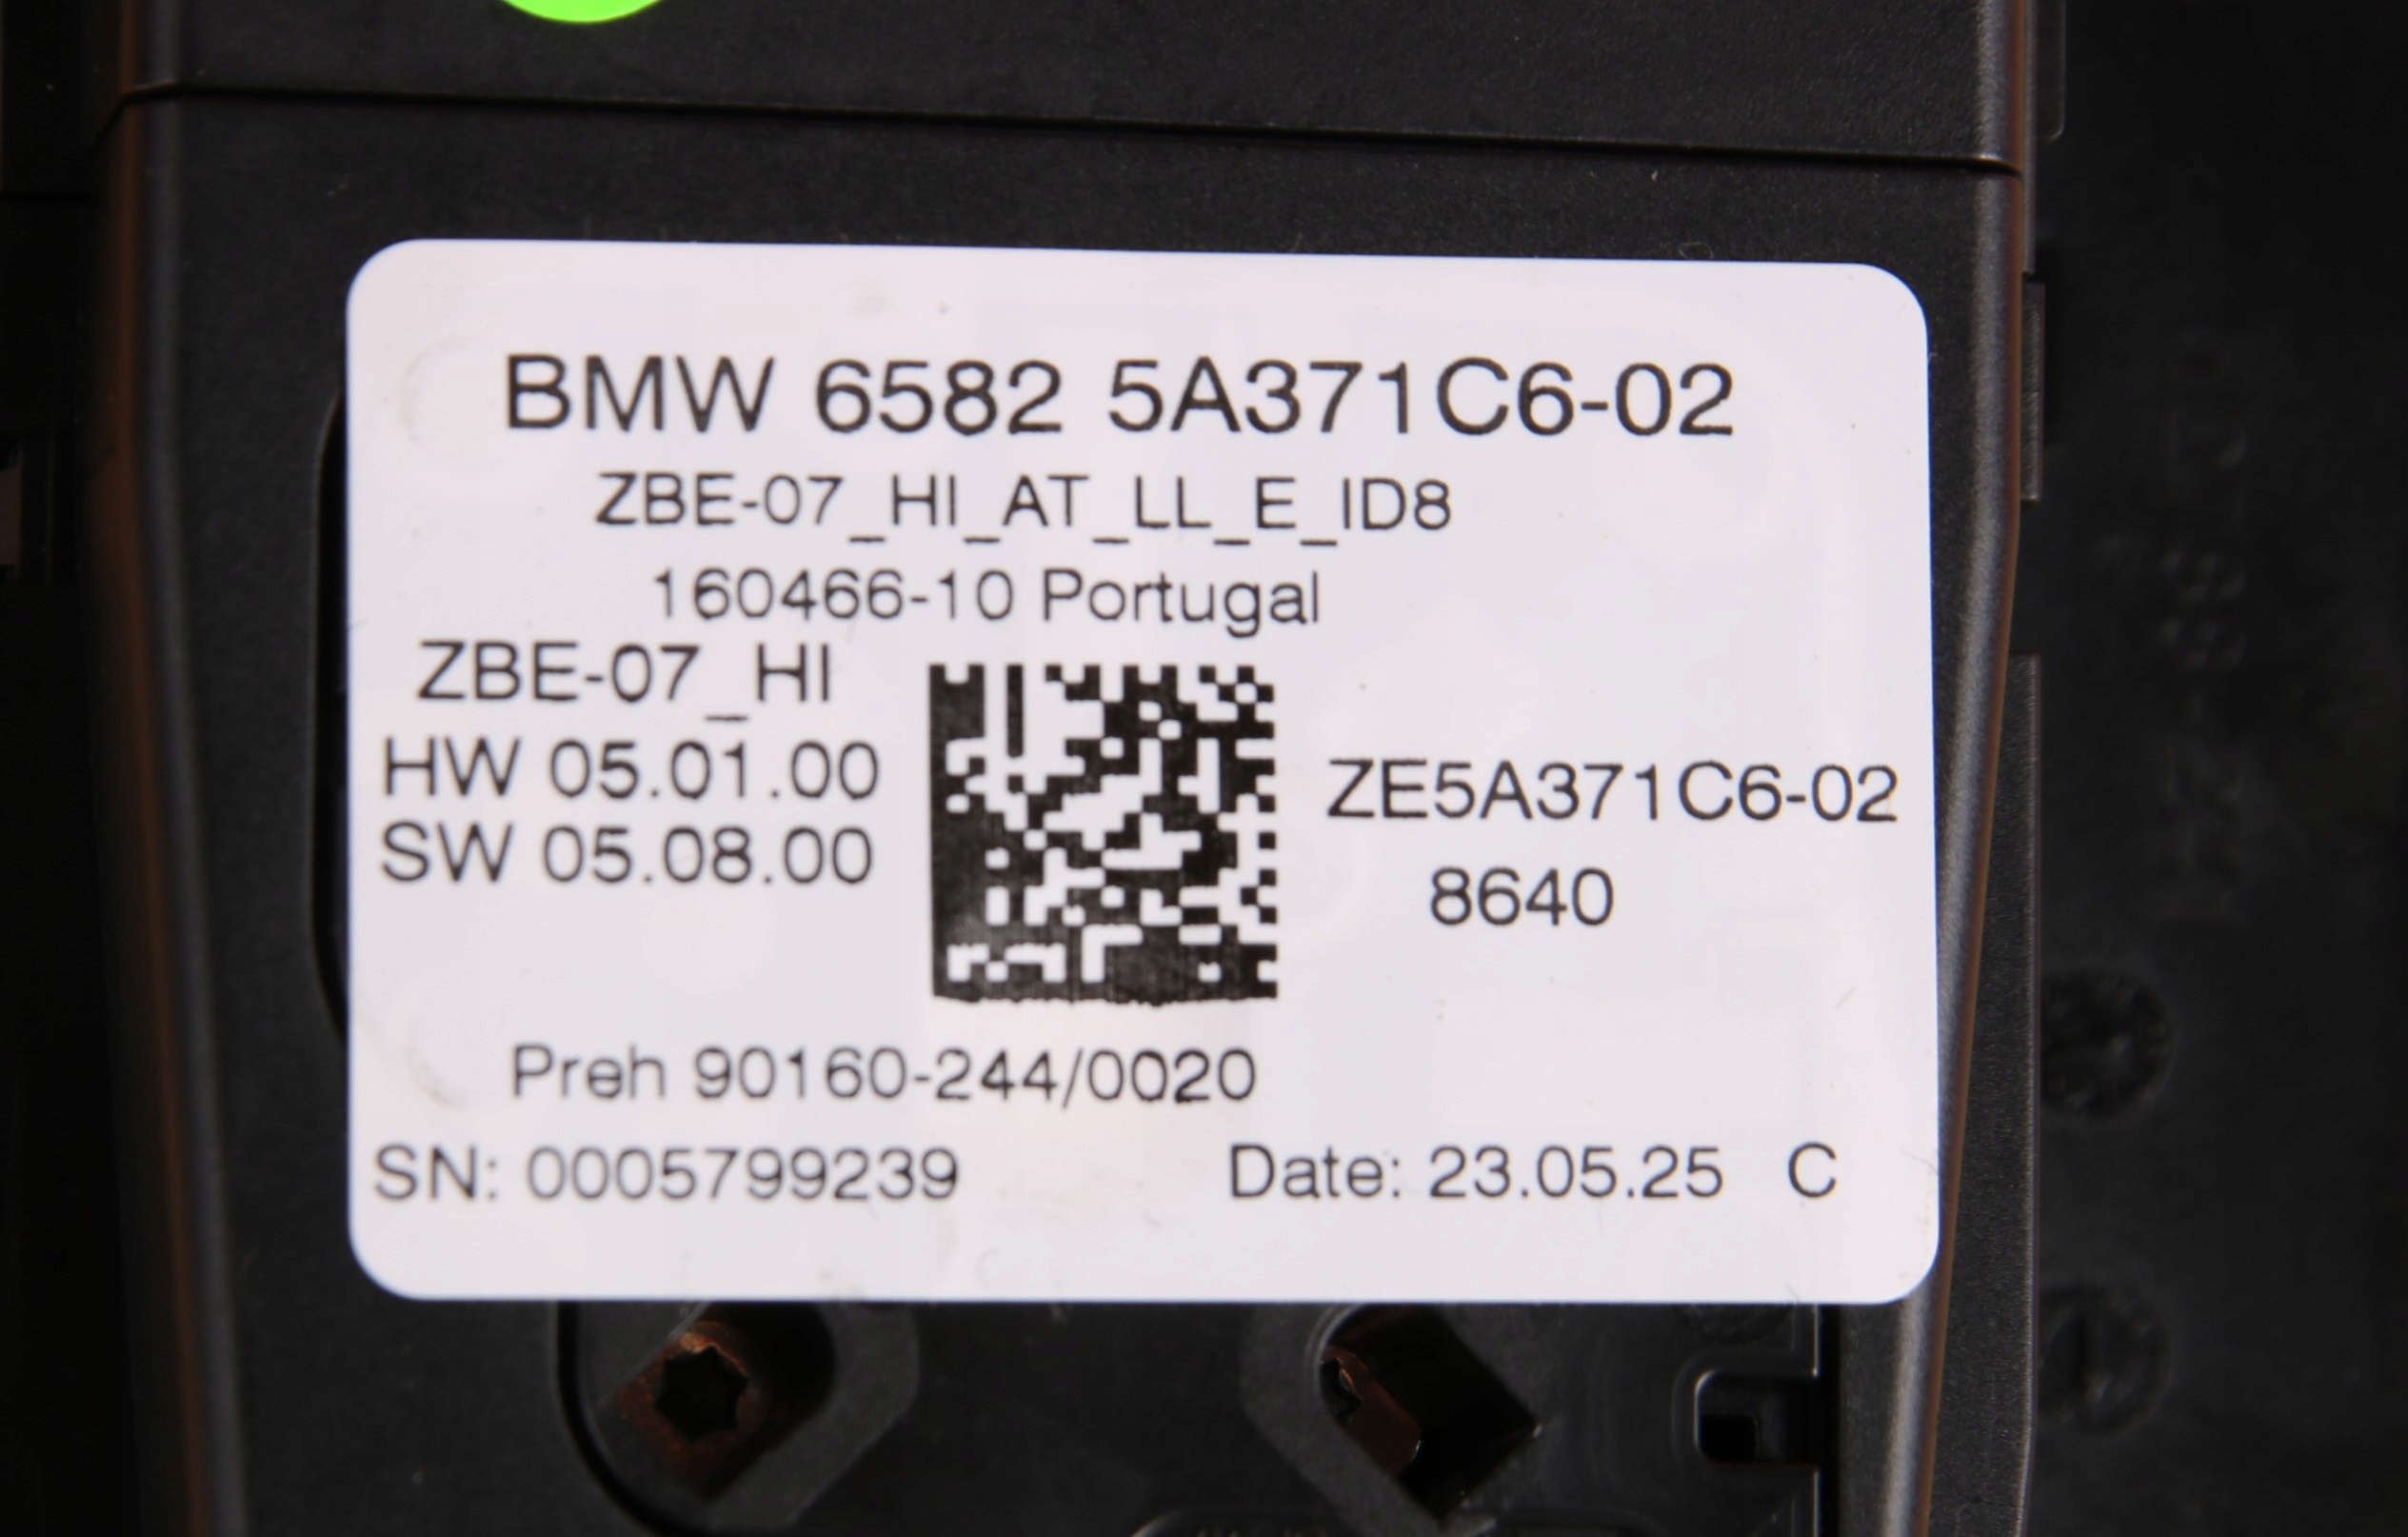 BMW 6582 5A371C6-02
ZBE-07_HI_AT_LL_E_ID8
160466-10 Portugal
ZBE-07_HI
HW 05.01.00
SW 05.08.00
ZE5A371C6-02
8640
Preh 90160-244/0020
SN: 0005799239
Date: 23.05.25 C